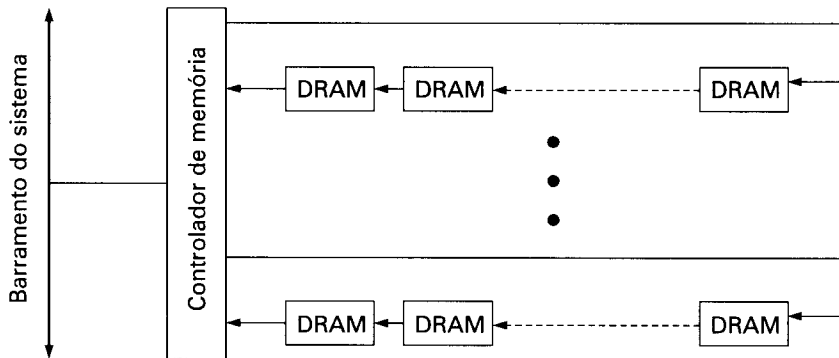 Barramento do sistema
Controlador de memória
DRAM DRAM DRAM
DRAM DRAM DRAM